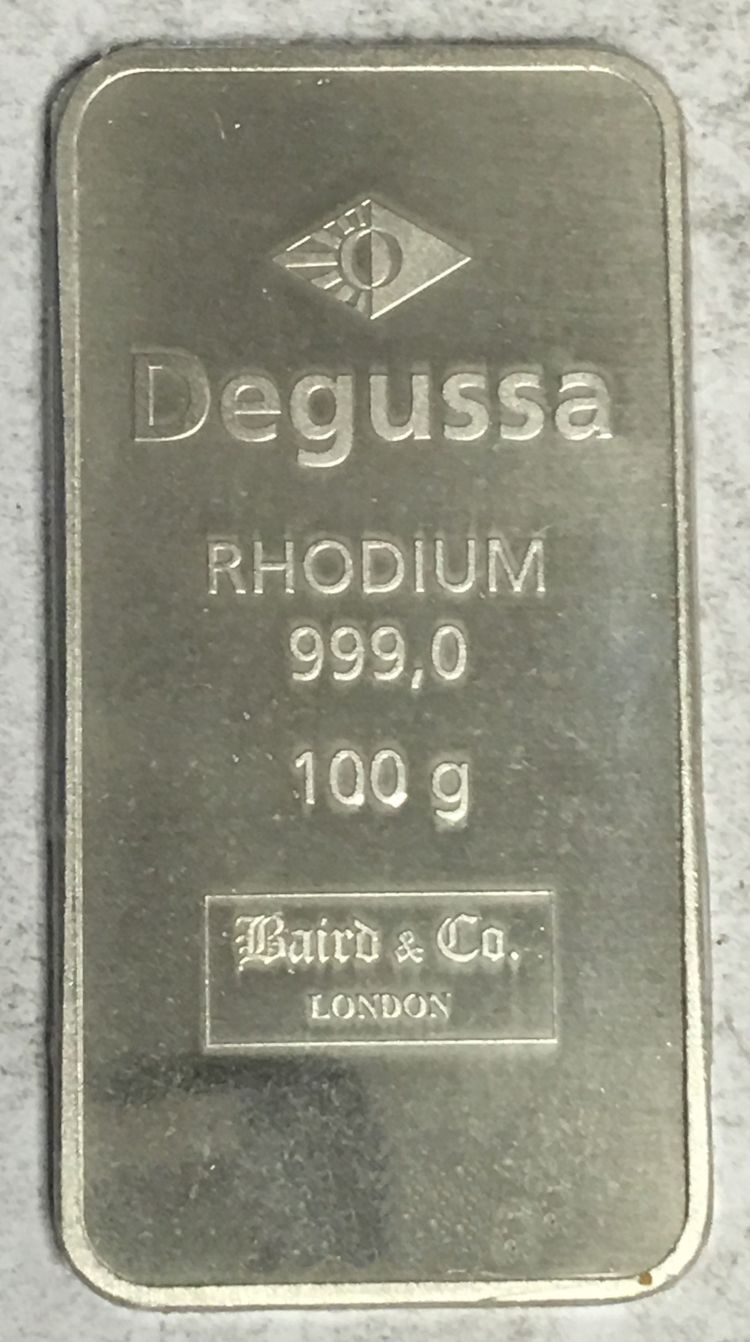 Degussa
RHODIUM
999,0
100 g
Baird & Co.
LONDON